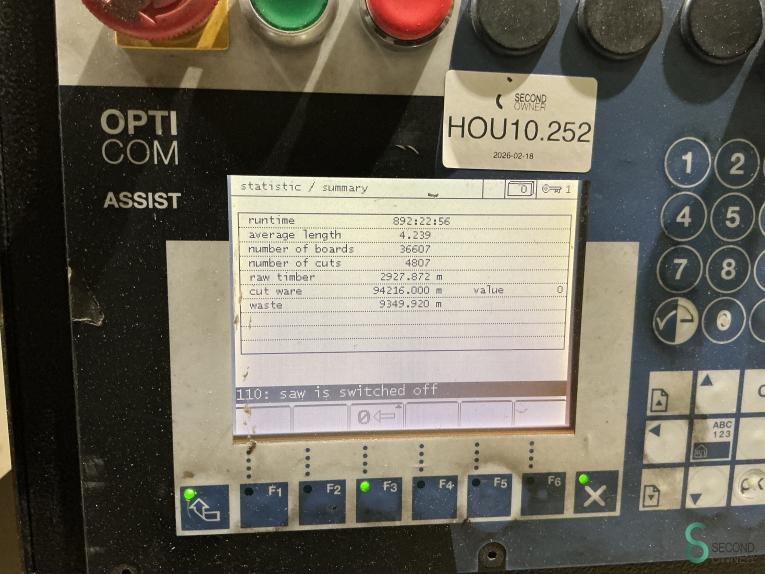 SECOND
OWNER
HOU10.252
2026-02-18
OPTI
COM
ASSIST
statistic / summary 0 1
runtime 892:22:56
average length 4.239
number of boards 36607
number of cuts 4807
raw timber 2927.872 m
cut ware 94216.000 m value 0
waste 9349.920 m
110: saw is switched off
0
1 2
4 5
7 8
0
ABC
123
F1 F2 F3 F4 F5 F6
SECOND
OWNER